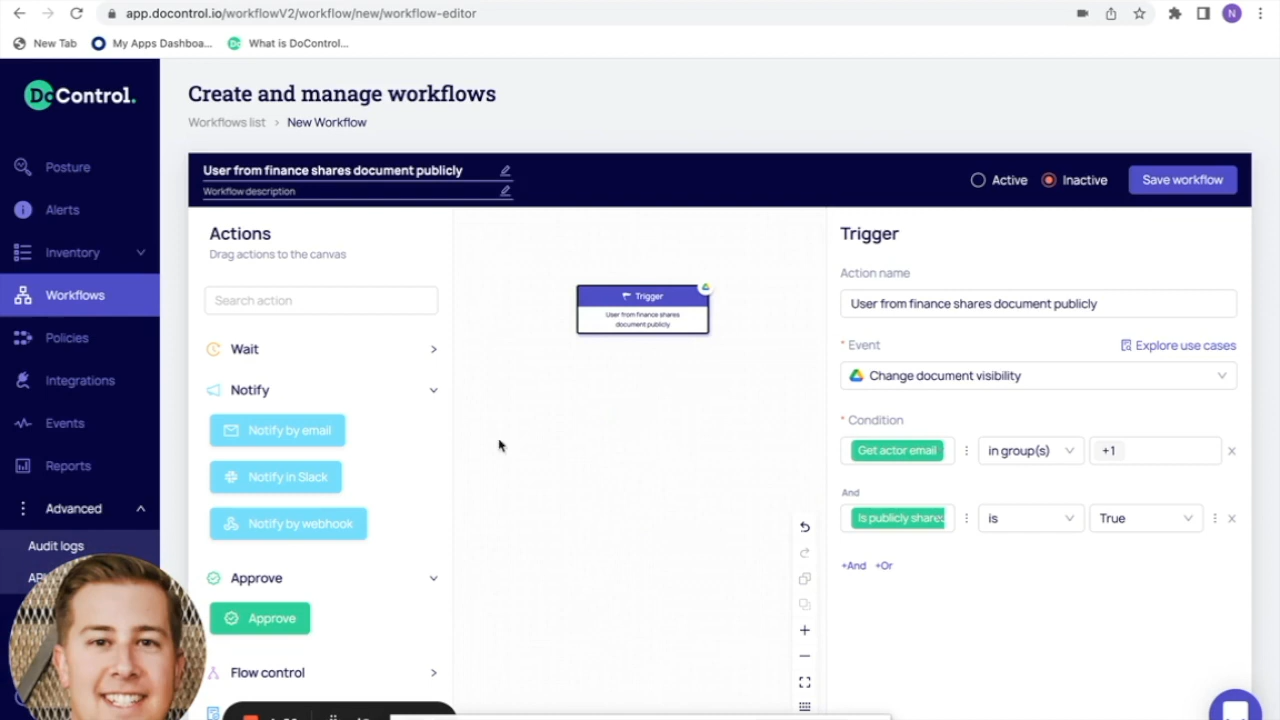 app.docontrol.io/workflowV2/workflow/new/workflow-editor
N
New Tab
My Apps Dashboa...
What is DoControl...
DoControl.
Posture
Alerts
Inventory
Workflows
Policies
Integrations
Events
Reports
Advanced
Audit logs
Create and manage workflows
Workflows list > New Workflow
User from finance shares document publicly
Workflow description
Active
Inactive
Save workflow
Actions
Drag actions to the canvas
Search action
Wait
Notify
Notify by email
Notify in Slack
Notify by webhook
Approve
Approve
Flow control
Trigger
User from finance shares
document publicly
Trigger
Action name
User from finance shares document publicly
* Event
Explore use cases
Change document visibility
* Condition
Get actor email
in group(s)
+1
And
Is publicly shared
is
True
+And +Or